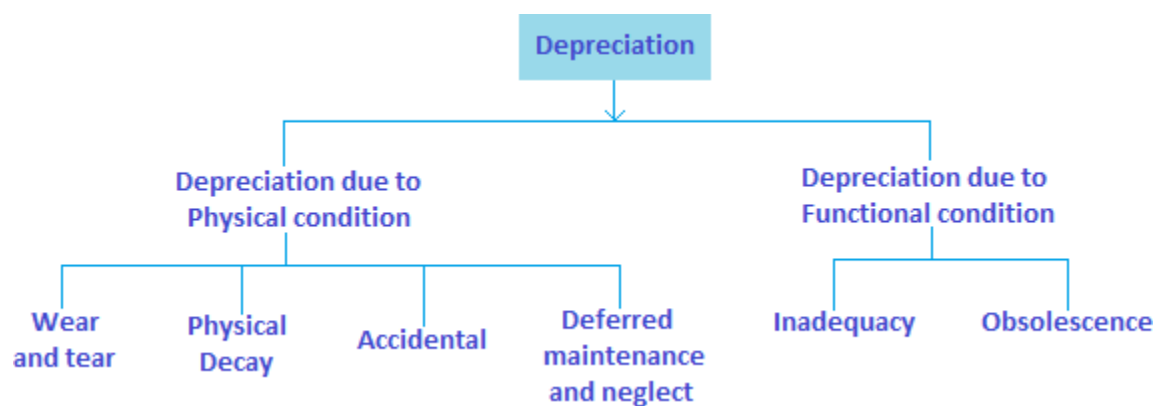 Depreciation
Depreciation due to
Physical condition
Depreciation due to
Functional condition
Wear
and tear
Physical
Decay
Accidental
Deferred
maintenance
and neglect
Inadequacy
Obsolescence